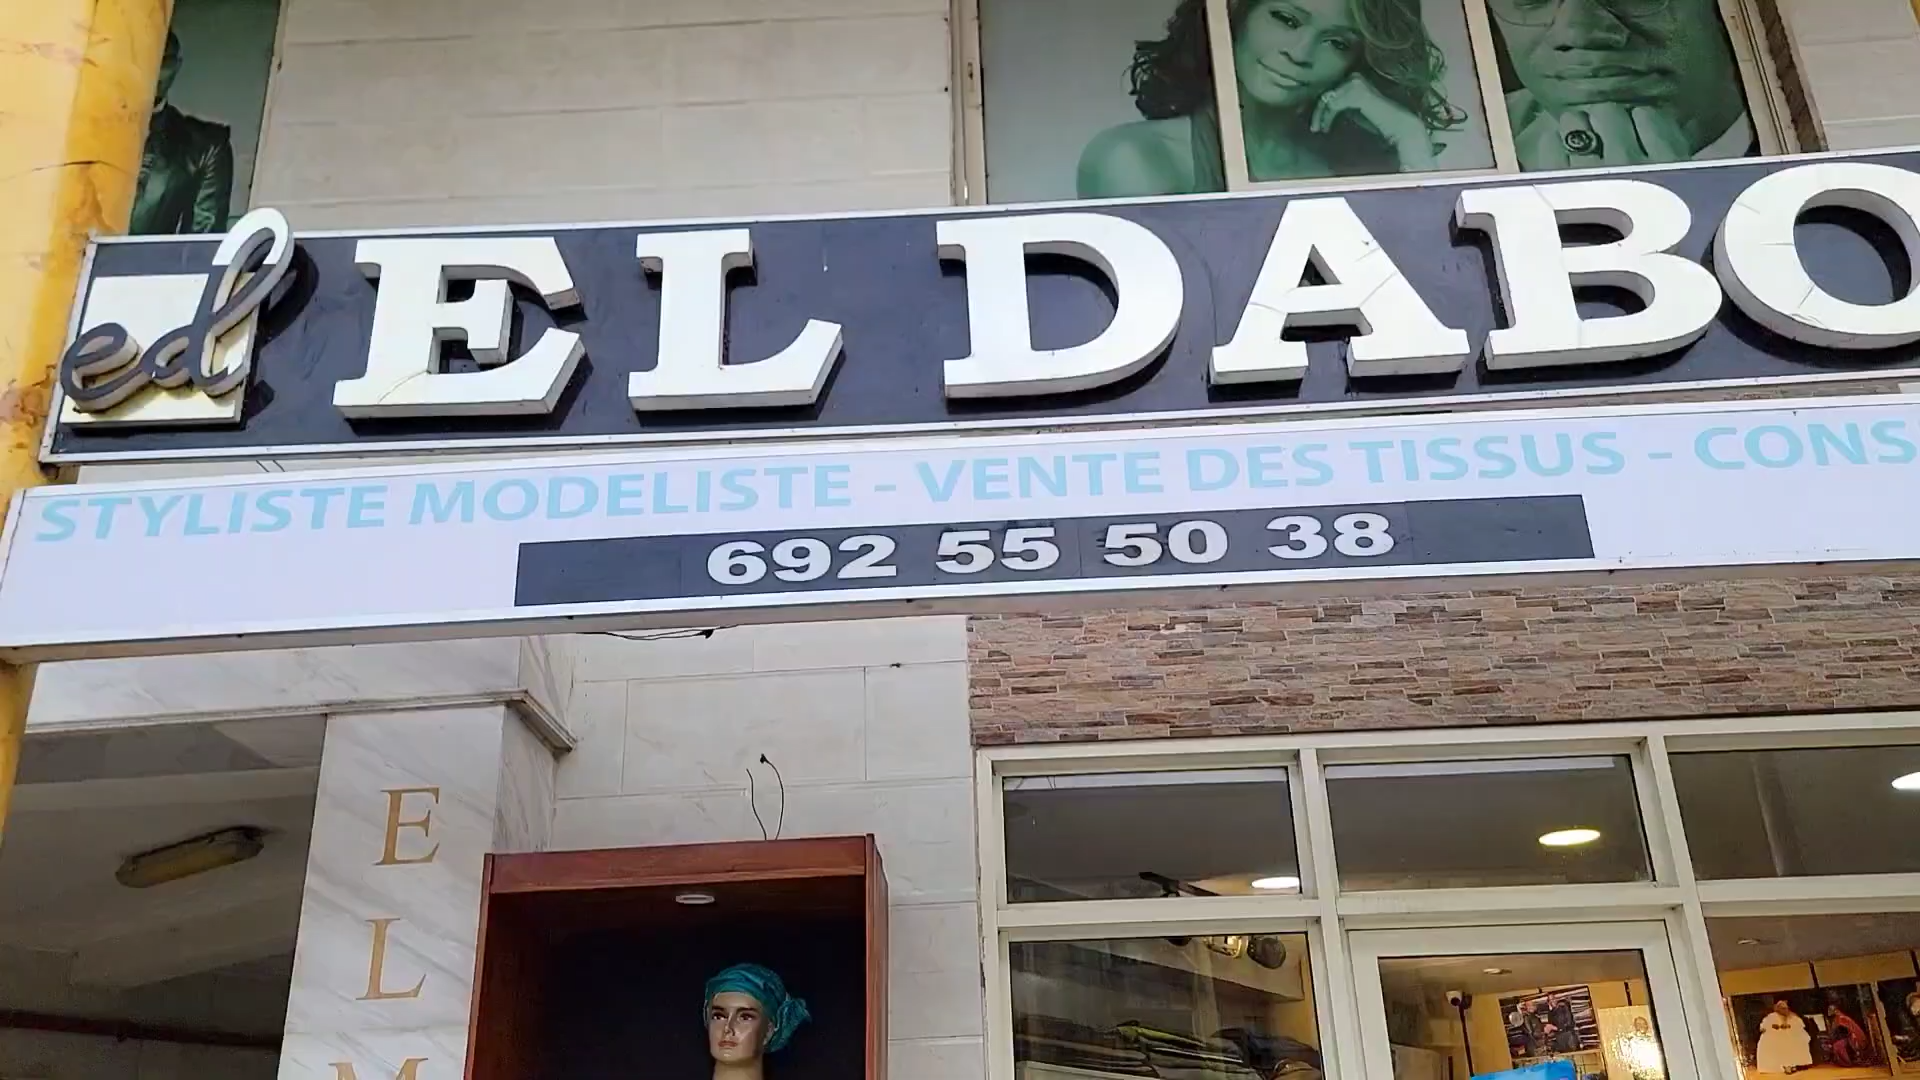 ed EL DABO
STYLISTE MODELISTE - VENTE DES TISSUS - CONS
692 55 50 38
E
L
M